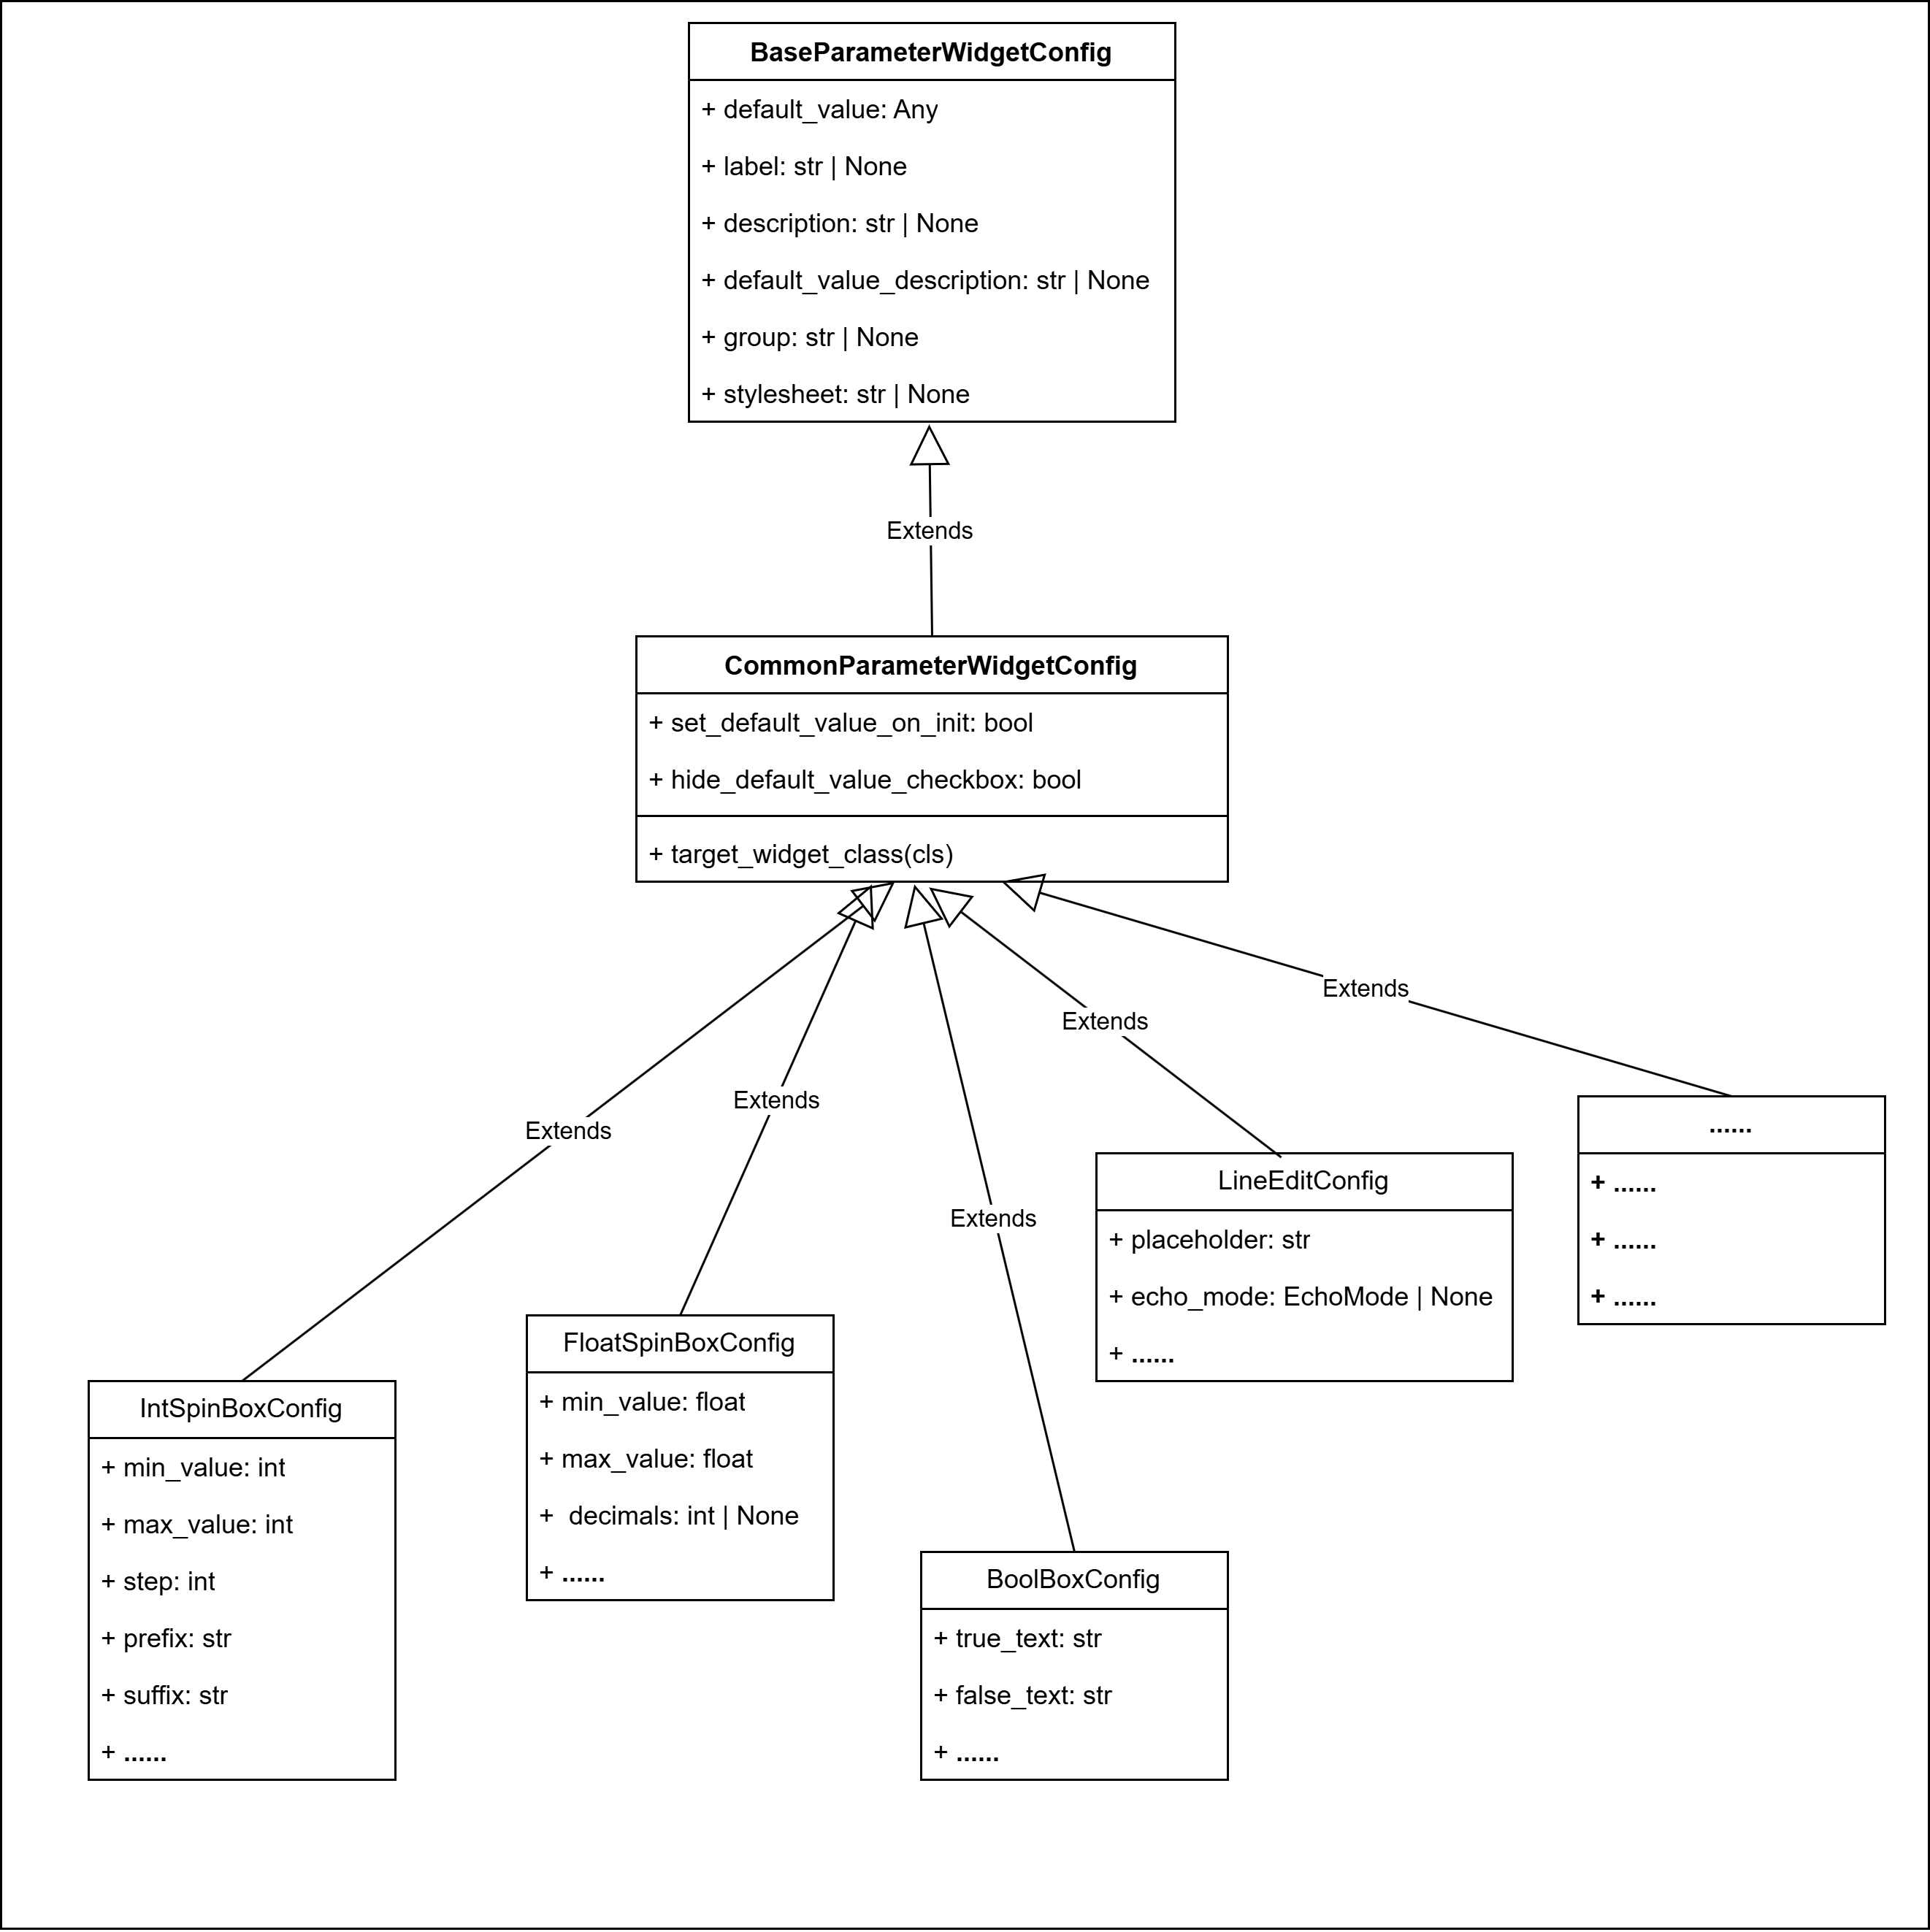 BaseParameterWidgetConfig
+ default_value: Any
+ label: str | None
+ description: str | None
+ default_value_description: str | None
+ group: str | None
+ stylesheet: str | None
Extends
CommonParameterWidgetConfig
+ set_default_value_on_init: bool
+ hide_default_value_checkbox: bool
+ target_widget_class(cls)
Extends
Extends
Extends
Extends
Extends
IntSpinBoxConfig
+ min_value: int
+ max_value: int
+ step: int
+ prefix: str
+ suffix: str
+ ......
FloatSpinBoxConfig
+ min_value: float
+ max_value: float
+  decimals: int | None
+ ......
BoolBoxConfig
+ true_text: str
+ false_text: str
+ ......
LineEditConfig
+ placeholder: str
+ echo_mode: EchoMode | None
+ ......
......
+ ......
+ ......
+ ......